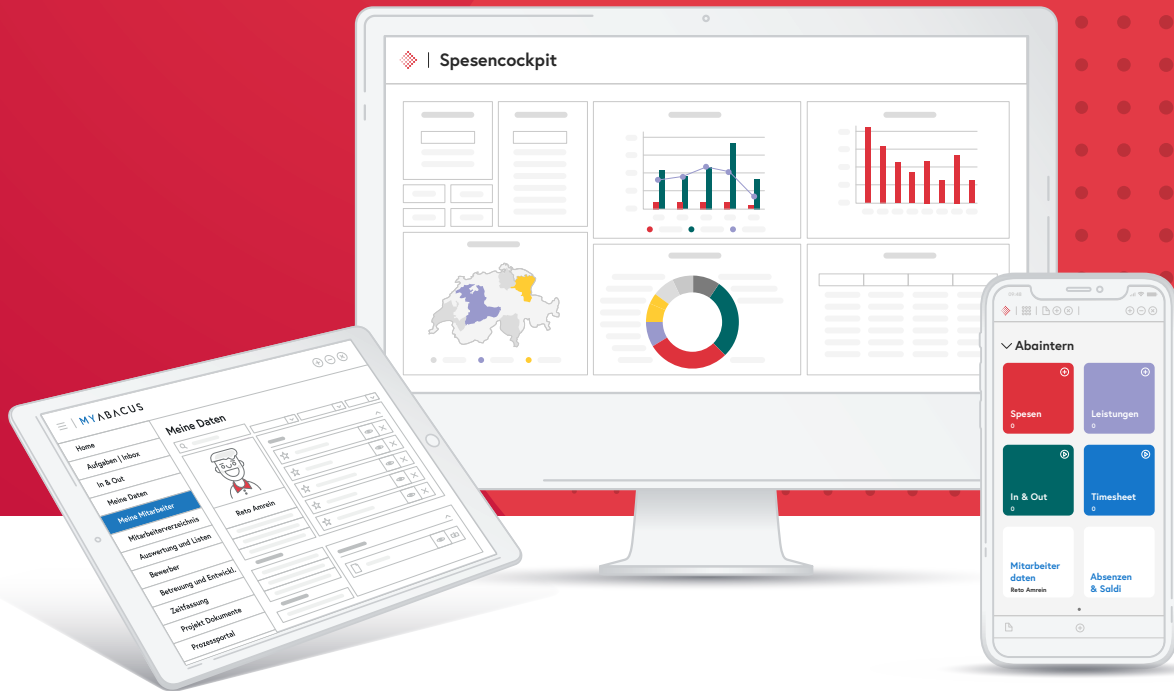 Spesencockpit
MYABACUS
Home
Aufgaben | Inbox
In & Out
Meine Daten
Meine Mitarbeiter
Mitarbeiterverzeichnis
Auswertung und Listen
Bewerber
Betreuung und Entwickl.
Zeitfassung
Projekt Dokumente
Prozessportal
Meine Daten
Reto Amrein
Abaintern
Spesen
0
Leistungen
0
In & Out
0
Timesheet
0
Mitarbeiter
daten
Reto Amrein
Absenzen
& Saldi